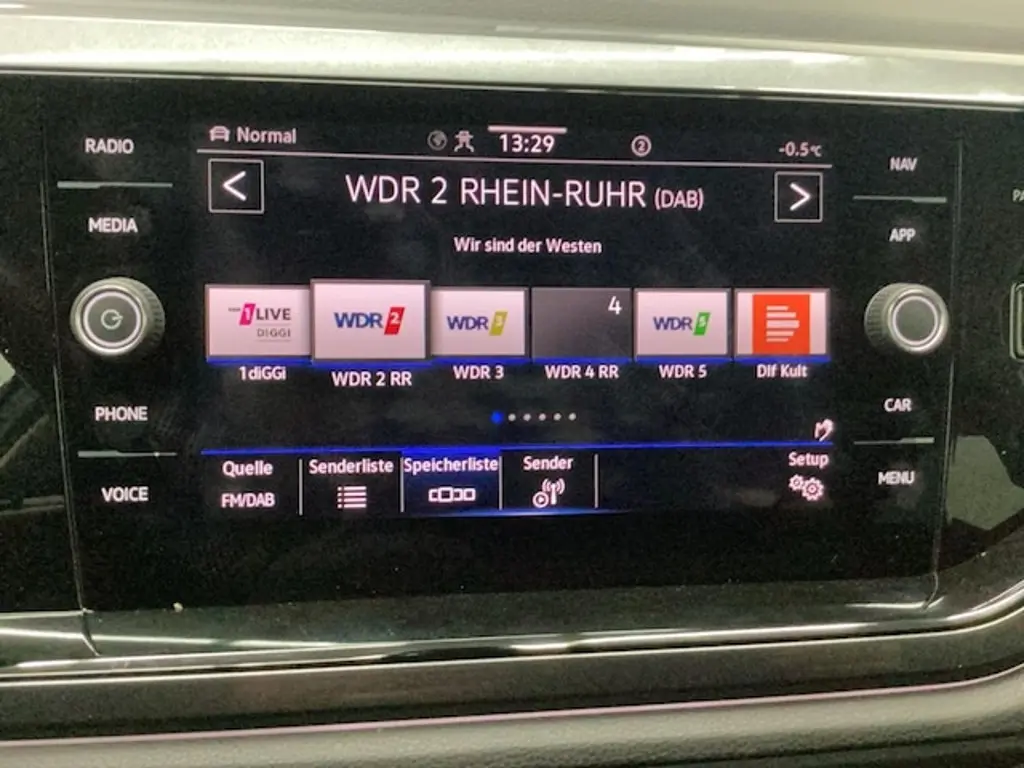 RADIO
MEDIA
PHONE
VOICE
Normal
13:29
2
-0.5°C
WDR 2 RHEIN-RUHR (DAB)
Wir sind der Westen
1LIVE
DIGGI
WDR 2
WDR 3
4
WDR 5
1diGGi
WDR 2 RR
WDR 3
WDR 4 RR
WDR 5
Dlf Kult
Quelle
FM/DAB
Senderliste
Speicherliste
Sender
Setup
NAV
APP
CAR
MENU